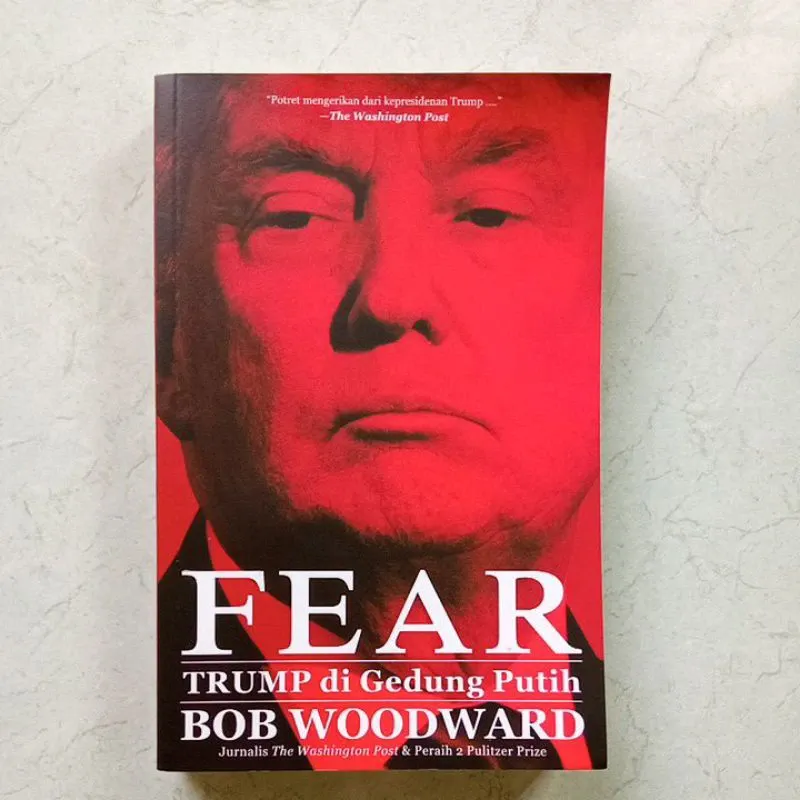 "Potret mengerikan dari kepresidenan Trump ...."
—The Washington Post
FEAR
TRUMP di Gedung Putih
BOB WOODWARD
Jurnalis The Washington Post & Peraih 2 Pulitzer Prize